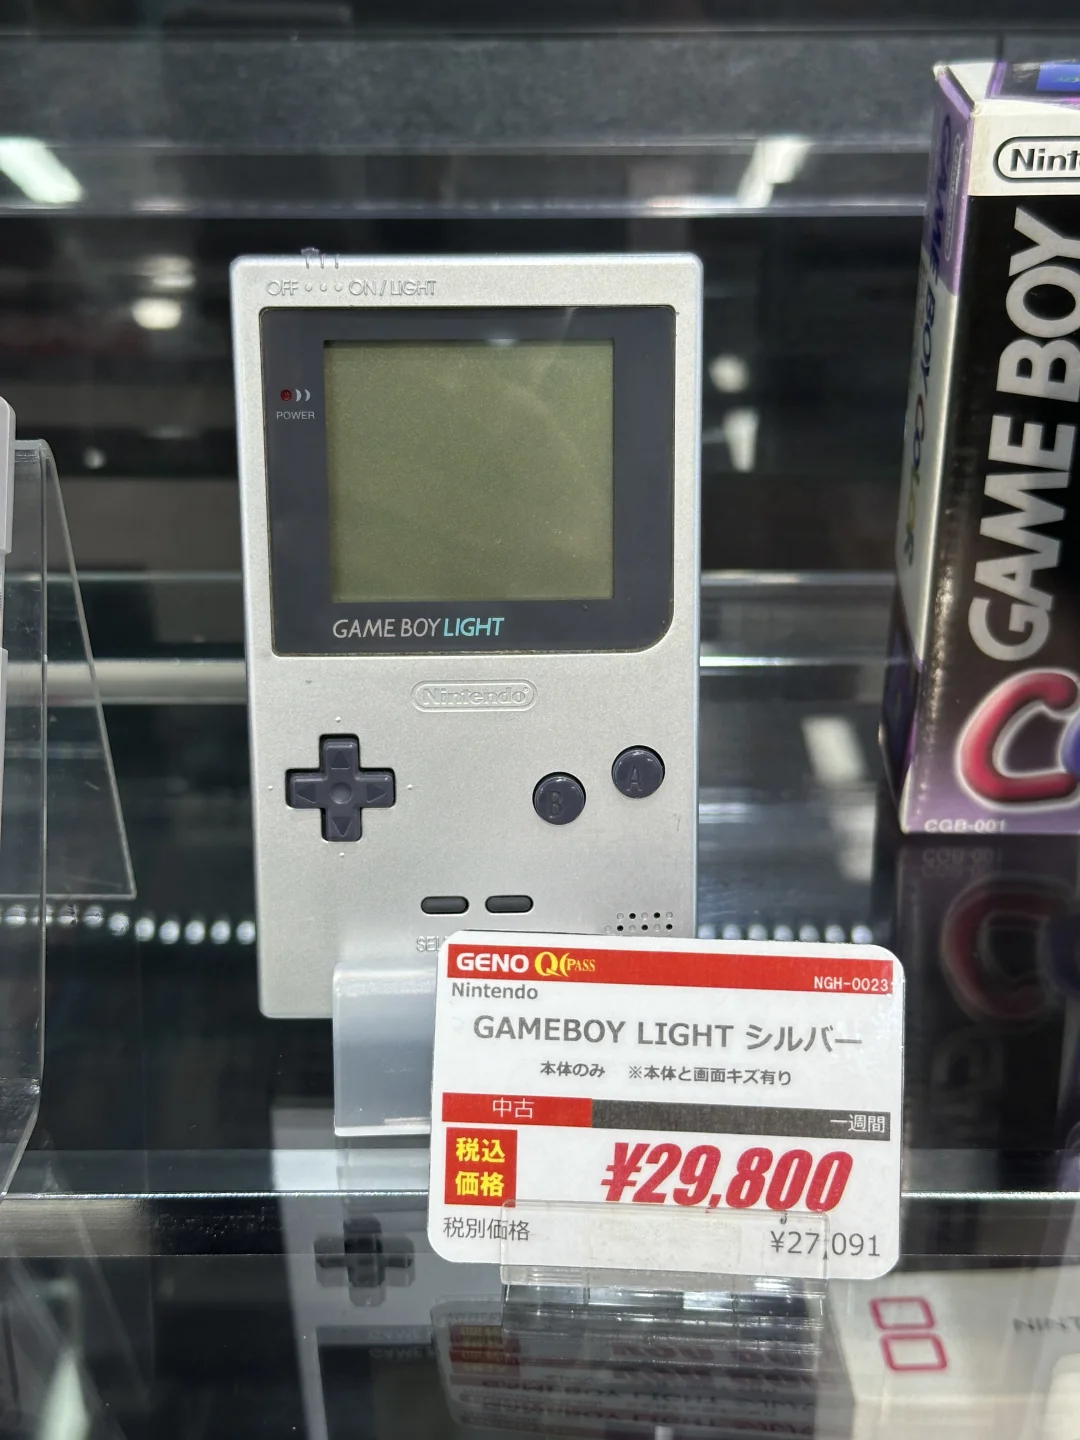 OFF ON/LIGHT
POWER
GAME BOY LIGHT
Nintendo
B
A
GENO QCPASS
NGH-0023
Nintendo
GAMEBOY LIGHT シルバー
本体のみ ※本体と画面キズ有り
中古 一週間
税込価格 ¥29,800
税別価格 ¥27,091
GAME BOY
CGB-001